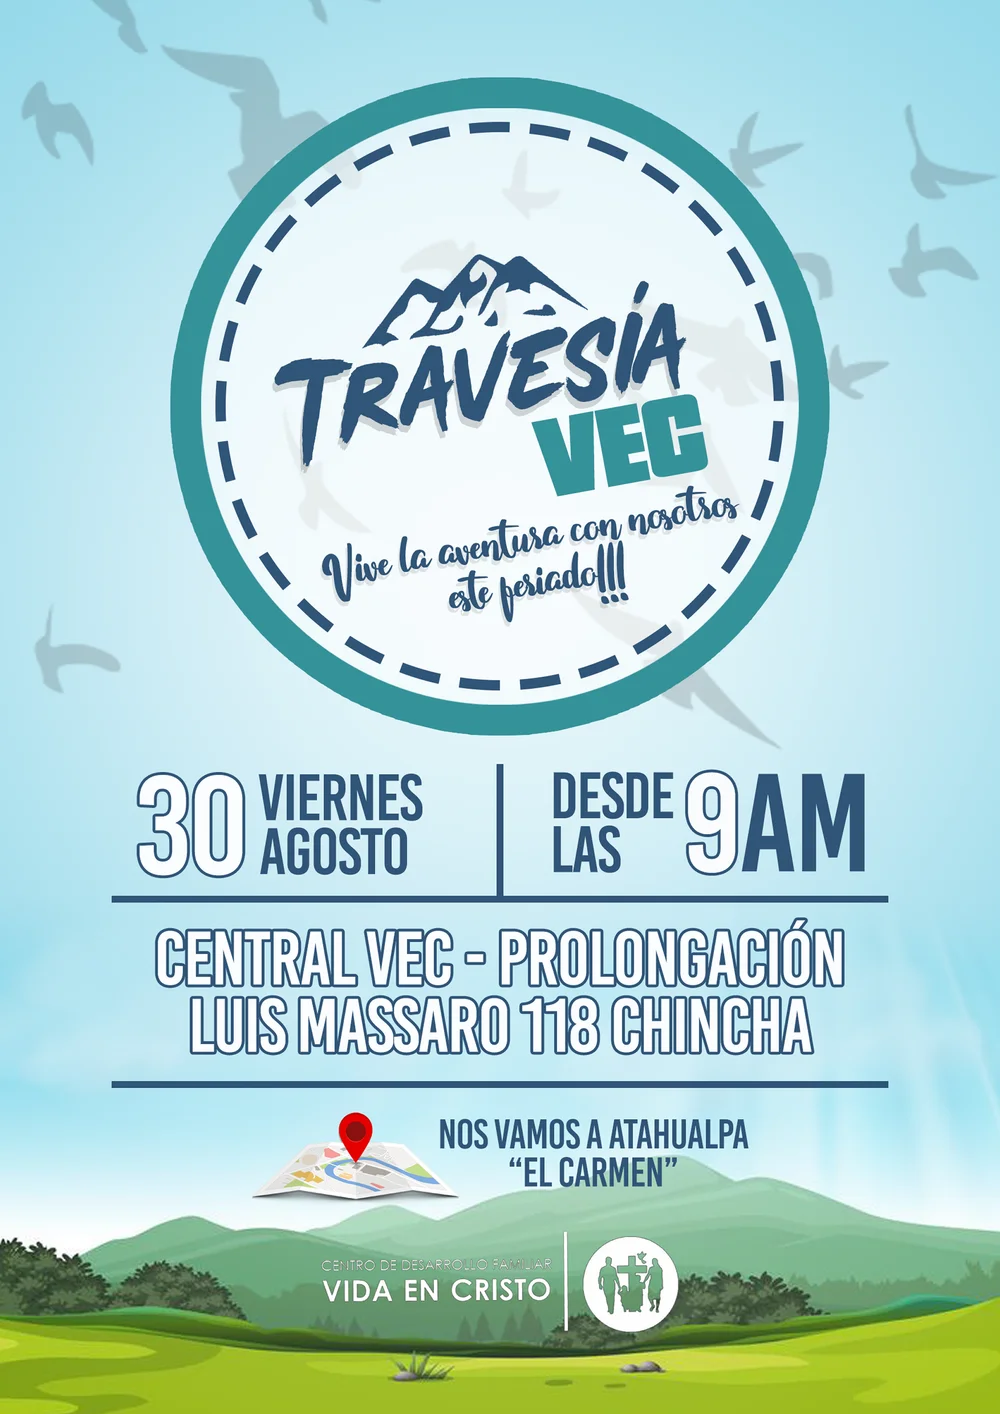 TRAVESÍA
VEC
Vive la aventura con nosotros
este feriado!!!
30 VIERNES
AGOSTO
DESDE
LAS 9AM
CENTRAL VEC - PROLONGACIÓN
LUIS MASSARO 118 CHINCHA
NOS VAMOS A ATAHUALPA
“EL CARMEN”
CENTRO DE DESARROLLO FAMILIAR
VIDA EN CRISTO